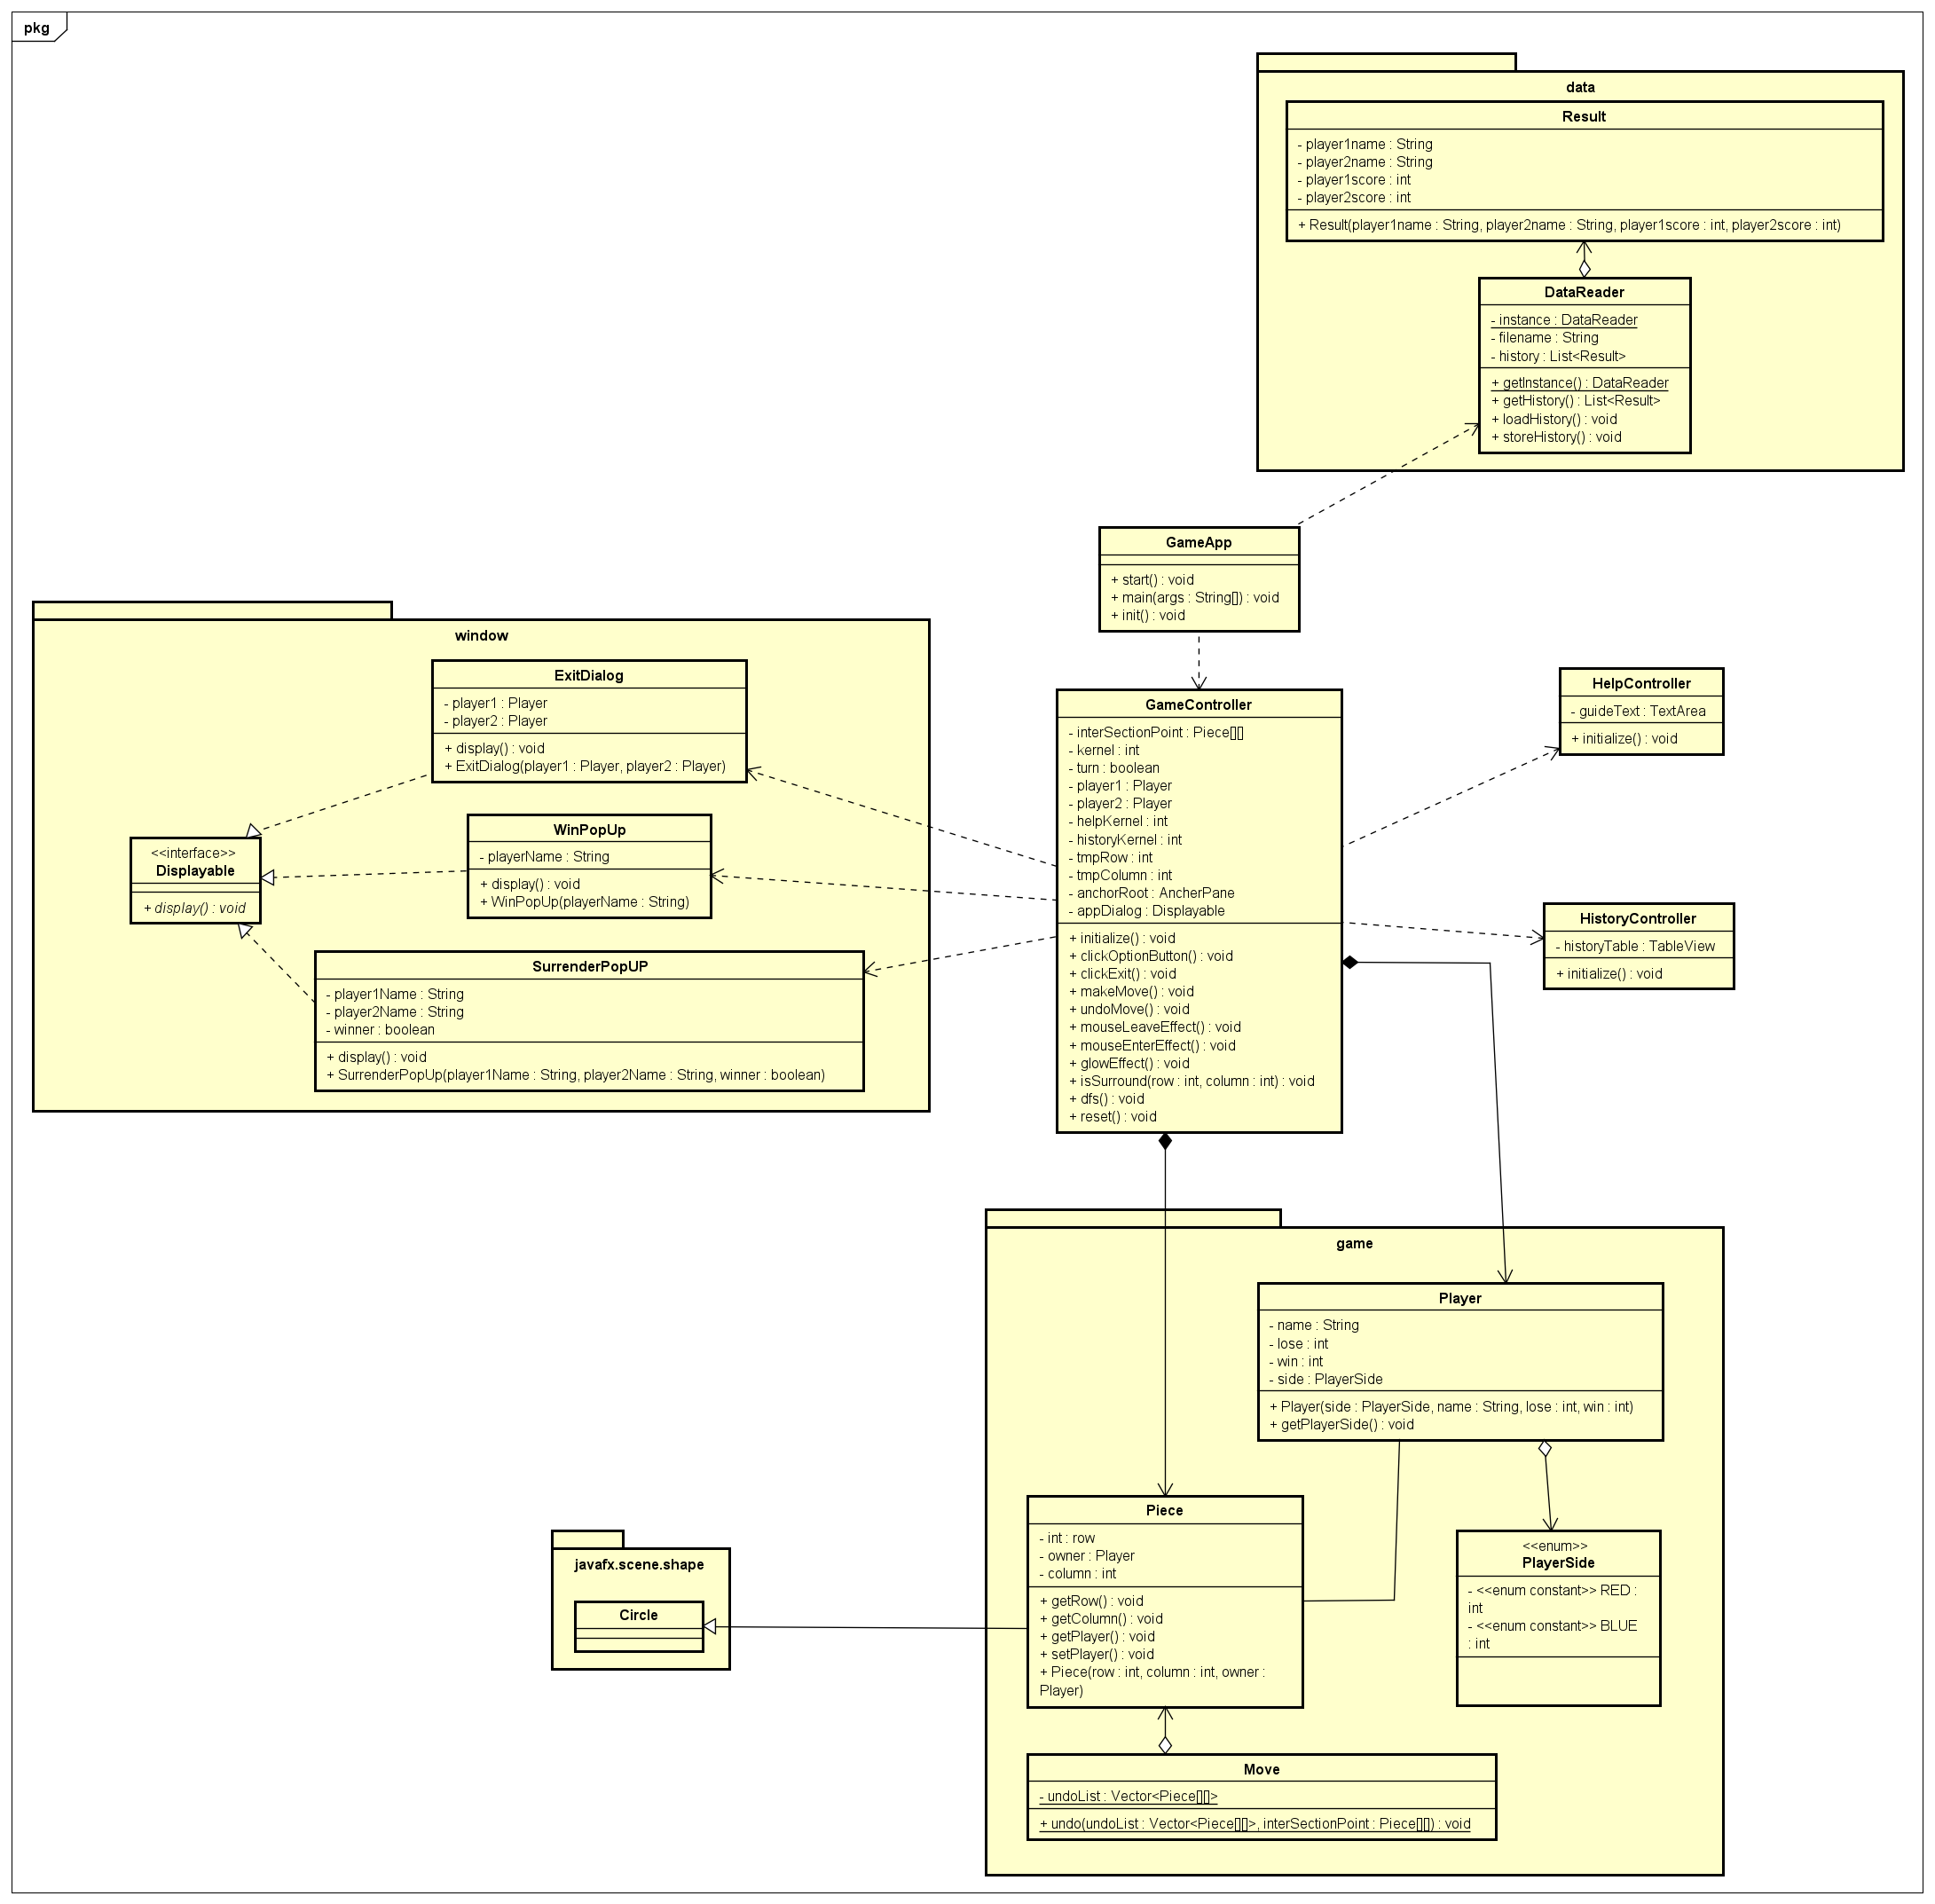 pkg
data
Result
- player1name : String
- player2name : String
- player1score : int
- player2score : int
+ Result(player1name : String, player2name : String, player1score : int, player2score : int)
DataReader
- instance : DataReader
- filename : String
- history : List<Result>
+ getInstance() : DataReader
+ getHistory() : List<Result>
+ loadHistory() : void
+ storeHistory() : void
GameApp
+ start() : void
+ main(args : String[]) : void
+ init() : void
window
ExitDialog
- player1 : Player
- player2 : Player
+ display() : void
+ ExitDialog(player1 : Player, player2 : Player)
WinPopUp
- playerName : String
+ display() : void
+ WinPopUp(playerName : String)
<<interface>>
Displayable
+ display() : void
SurrenderPopUP
- player1Name : String
- player2Name : String
- winner : boolean
+ display() : void
+ SurrenderPopUp(player1Name : String, player2Name : String, winner : boolean)
GameController
- interSectionPoint : Piece[][]
- kernel : int
- turn : boolean
- player1 : Player
- player2 : Player
- helpKernel : int
- historyKernel : int
- tmpRow : int
- tmpColumn : int
- anchorRoot : AncherPane
- appDialog : Displayable
+ initialize() : void
+ clickOptionButton() : void
+ clickExit() : void
+ makeMove() : void
+ undoMove() : void
+ mouseLeaveEffect() : void
+ mouseEnterEffect() : void
+ glowEffect() : void
+ isSurround(row : int, column : int) : void
+ dfs() : void
+ reset() : void
HelpController
- guideText : TextArea
+ initialize() : void
HistoryController
- historyTable : TableView
+ initialize() : void
game
Player
- name : String
- lose : int
- win : int
- side : PlayerSide
+ Player(side : PlayerSide, name : String, lose : int, win : int)
+ getPlayerSide() : void
Piece
- int : row
- owner : Player
- column : int
+ getRow() : void
+ getColumn() : void
+ getPlayer() : void
+ setPlayer() : void
+ Piece(row : int, column : int, owner :
Player)
<<enum>>
PlayerSide
- <<enum constant>> RED :
int
- <<enum constant>> BLUE
: int
javafx.scene.shape
Circle
Move
- undoList : Vector<Piece[][]>
+ undo(undoList : Vector<Piece[][]>, interSectionPoint : Piece[][]) : void